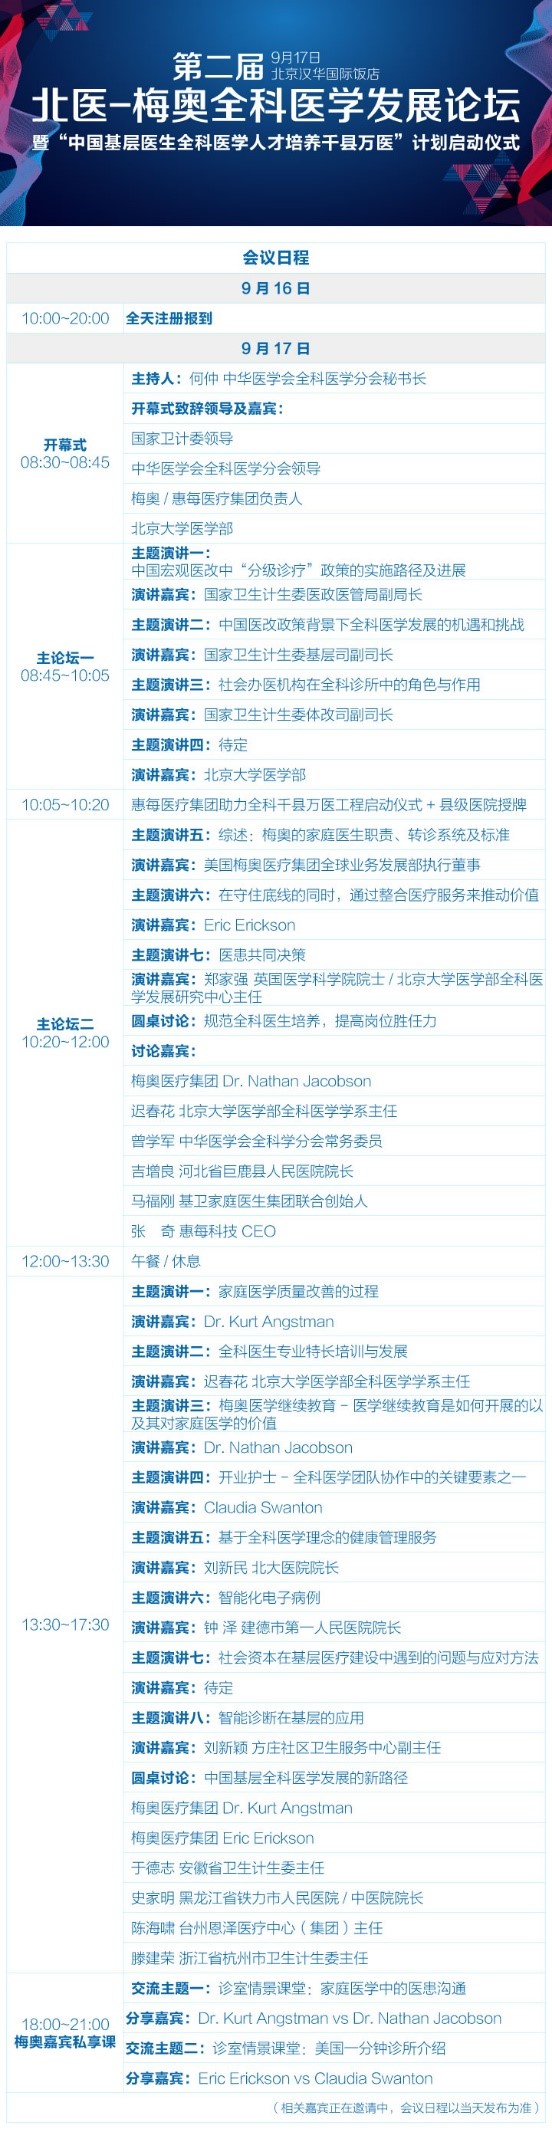 第二届 9月17日
北京汉华国际饭店
北医-梅奥全科医学发展论坛
暨“中国基层医生全科医学人才培养千县万医”计划启动仪式
会议日程
9 月 16 日
10:00~20:00 全天注册报到
9 月 17 日
开幕式
08:30~08:45
主持人：何仲 中华医学会全科医学分会秘书长
开幕式致辞领导及嘉宾：
国家卫计委领导
中华医学会全科医学分会领导
梅奥 / 惠每医疗集团负责人
北京大学医学部
主论坛一
08:45~10:05
主题演讲一：
中国宏观医改中“分级诊疗”政策的实施路径及进展
演讲嘉宾：国家卫生计生委医政医管局副局长
主题演讲二：中国医改政策背景下全科医学发展的机遇和挑战
演讲嘉宾：国家卫生计生委基层司副司长
主题演讲三：社会办医机构在全科诊所中的角色与作用
演讲嘉宾：国家卫生计生委体改司副司长
主题演讲四：待定
演讲嘉宾：北京大学医学部
10:05~10:20 惠每医疗集团助力全科千县万医工程启动仪式 + 县级医院授牌
主论坛二
10:20~12:00
主题演讲五：综述：梅奥的家庭医生职责、转诊系统及标准
演讲嘉宾：美国梅奥医疗集团全球业务发展部执行董事
主题演讲六：在守住底线的同时，通过整合医疗服务来推动价值
演讲嘉宾：Eric Erickson
主题演讲七：医患共同决策
演讲嘉宾：郑家强 英国医学科学院院士 / 北京大学医学部全科医
学发展研究中心主任
圆桌讨论：规范全科医生培养，提高岗位胜任力
讨论嘉宾：
梅奥医疗集团 Dr. Nathan Jacobson
迟春花 北京大学医学部全科医学学系主任
曾学军 中华医学会全科学分会常务委员
吉增良 河北省巨鹿县人民医院院长
马福刚 基卫家庭医生集团联合创始人
张 奇 惠每科技 CEO
12:00~13:30 午餐 / 休息
13:30~17:30
主题演讲一：家庭医学质量改善的过程
演讲嘉宾：Dr. Kurt Angstman
主题演讲二：全科医生专业特长培训与发展
演讲嘉宾：迟春花 北京大学医学部全科医学学系主任
主题演讲三：梅奥医学继续教育 - 医学继续教育是如何开展的以
及其对家庭医学的价值
演讲嘉宾：Dr. Nathan Jacobson
主题演讲四：开业护士 - 全科医学团队协作中的关键要素之一
演讲嘉宾：Claudia Swanton
主题演讲五：基于全科医学理念的健康管理服务
演讲嘉宾：刘新民 北大医院院长
主题演讲六：智能化电子病例
演讲嘉宾：钟 泽 建德市第一人民医院院长
主题演讲七：社会资本在基层医疗建设中遇到的问题与应对方法
演讲嘉宾：待定
主题演讲八：智能诊断在基层的应用
演讲嘉宾：刘新颖 方庄社区卫生服务中心副主任
圆桌讨论：中国基层全科医学发展的新路径
梅奥医疗集团 Dr. Kurt Angstman
梅奥医疗集团 Eric Erickson
于德志 安徽省卫生计生委主任
史家明 黑龙江省铁力市人民医院 / 中医院院长
陈海啸 台州恩泽医疗中心（集团）主任
滕建荣 浙江省杭州市卫生计生委主任
18:00~21:00
梅奥嘉宾私享课
交流主题一：诊室情景课堂：家庭医学中的医患沟通
分享嘉宾：Dr. Kurt Angstman vs Dr. Nathan Jacobson
交流主题二：诊室情景课堂：美国一分钟诊所介绍
分享嘉宾：Eric Erickson vs Claudia Swanton
（相关嘉宾正在邀请中，会议日程以当天发布为准）